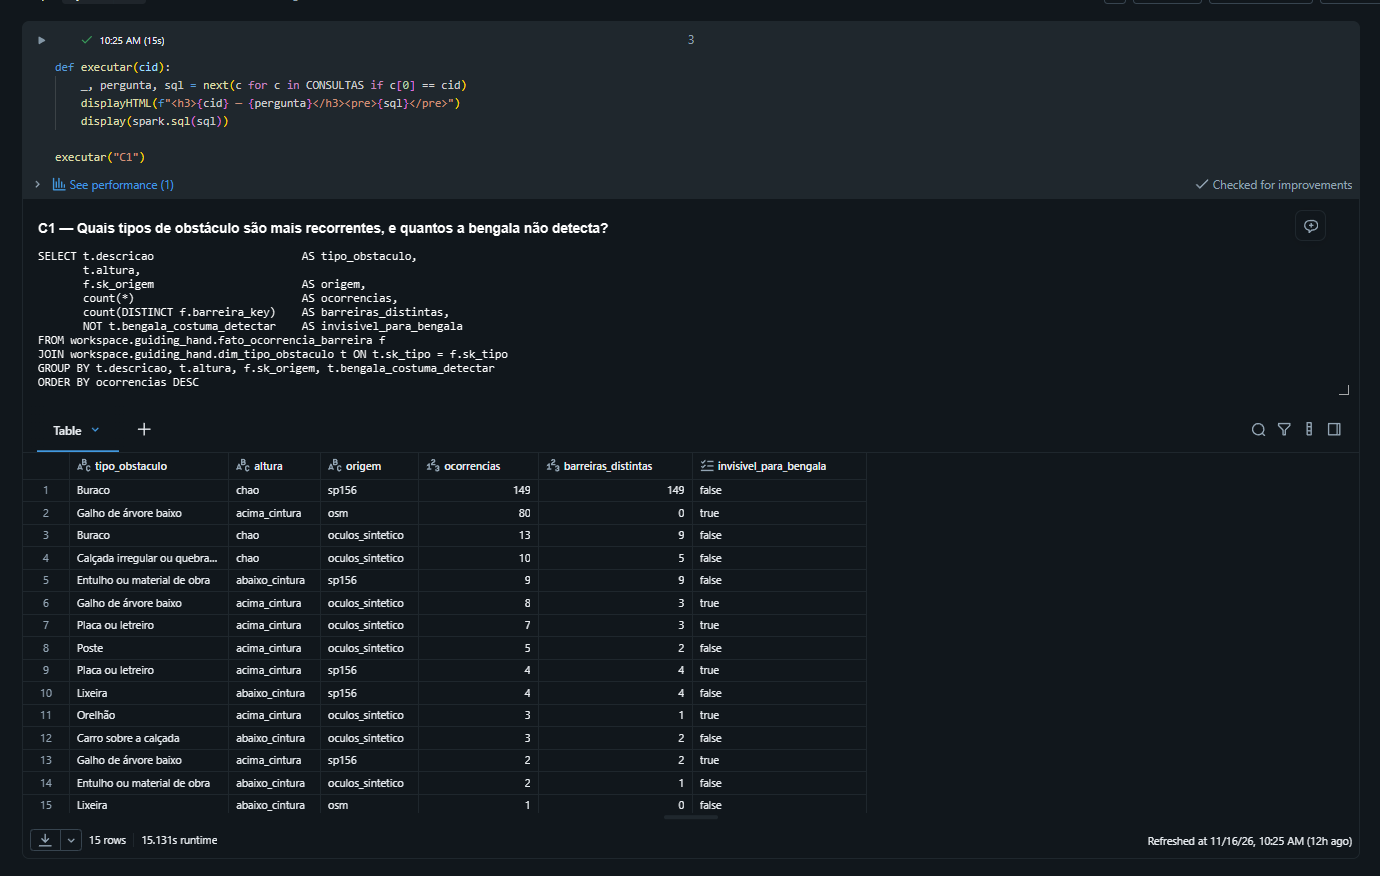 10:25 AM (15s)
3
def executar(cid):
_, pergunta, sql = next(c for c in CONSULTAS if c[0] == cid)
displayHTML(f"<h3>{cid} — {pergunta}</h3><pre>{sql}</pre>")
display(spark.sql(sql))
executar("C1")
See performance (1)
Checked for improvements
C1 — Quais tipos de obstáculo são mais recorrentes, e quantos a bengala não detecta?
SELECT t.descricao AS tipo_obstaculo,
t.altura,
f.sk_origem AS origem,
count(*) AS ocorrencias,
count(DISTINCT f.barreira_key) AS barreiras_distintas,
NOT t.bengala_costuma_detectar AS invisivel_para_bengala
FROM workspace.guiding_hand.fato_ocorrencia_barreira f
JOIN workspace.guiding_hand.dim_tipo_obstaculo t ON t.sk_tipo = f.sk_tipo
GROUP BY t.descricao, t.altura, f.sk_origem, t.bengala_costuma_detectar
ORDER BY ocorrencias DESC
Table
tipo_obstaculo altura origem ocorrencias barreiras_distintas invisivel_para_bengala
1 Buraco chao sp156 149 149 false
2 Galho de árvore baixo acima_cintura osm 80 0 true
3 Buraco chao oculos_sintetico 13 9 false
4 Calçada irregular ou quebra... chao oculos_sintetico 10 5 false
5 Entulho ou material de obra abaixo_cintura sp156 9 9 false
6 Galho de árvore baixo acima_cintura oculos_sintetico 8 3 true
7 Placa ou letreiro acima_cintura oculos_sintetico 7 3 true
8 Poste acima_cintura oculos_sintetico 5 2 false
9 Placa ou letreiro acima_cintura sp156 4 4 true
10 Lixeira abaixo_cintura sp156 4 4 false
11 Orelhão acima_cintura oculos_sintetico 3 1 true
12 Carro sobre a calçada abaixo_cintura oculos_sintetico 3 2 false
13 Galho de árvore baixo acima_cintura sp156 2 2 true
14 Entulho ou material de obra abaixo_cintura oculos_sintetico 2 1 false
15 Lixeira abaixo_cintura osm 1 0 false
15 rows 15.131s runtime
Refreshed at 11/16/26, 10:25 AM (12h ago)